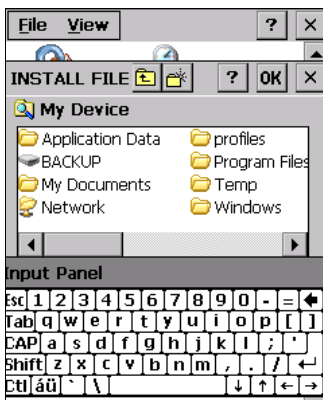 File View ? ×
INSTALL FILE ? OK ×
My Device
Application Data profiles
BACKUP Program Files
My Documents Temp
Network Windows
Input Panel
Esc 1 2 3 4 5 6 7 8 9 0 - =
Tab q w e r t y u i o p [ ]
CAP a s d f g h j k l ; '
Shift z x c v b n m , . /
Ctl áü ` \ ↓ ↑ ← →